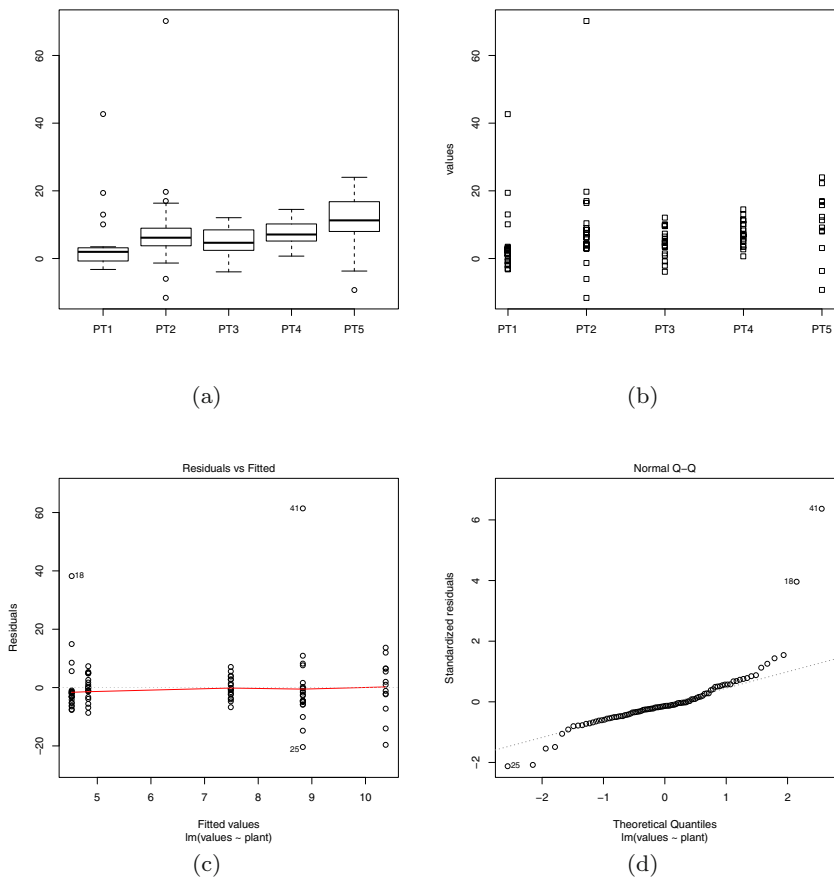 60
40
20
0
PT1 PT2 PT3 PT4 PT5
(a)
values
60
40
20
0
PT1 PT2 PT3 PT4 PT5
(b)
Residuals vs Fitted
Residuals
60
40
20
0
−20
41
18
25
5 6 7 8 9 10
Fitted values
lm(values ~ plant)
(c)
Normal Q−Q
Standardized residuals
6
4
2
0
−2
41
18
25
−2 −1 0 1 2
Theoretical Quantiles
lm(values ~ plant)
(d)